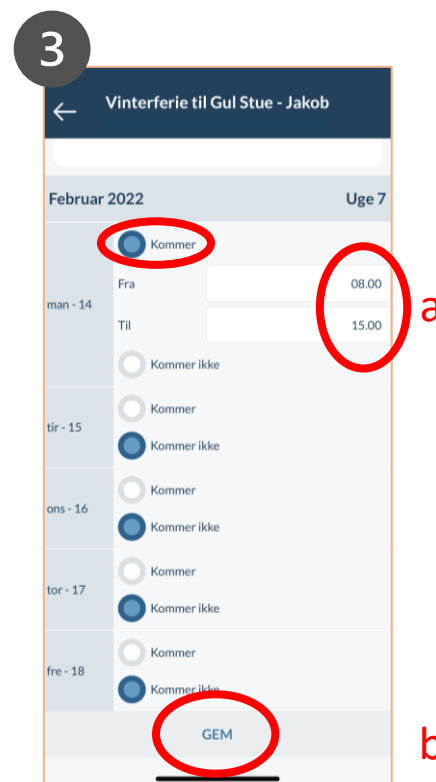 3
Vinterferie til Gul Stue - Jakob
Februar 2022 Uge 7
Kommer
man - 14
Fra 08.00
Til 15.00
a
Kommer ikke
tir - 15
Kommer
Kommer ikke
ons - 16
Kommer
Kommer ikke
tor - 17
Kommer
Kommer ikke
fre - 18
Kommer
Kommer ikke
GEM
b